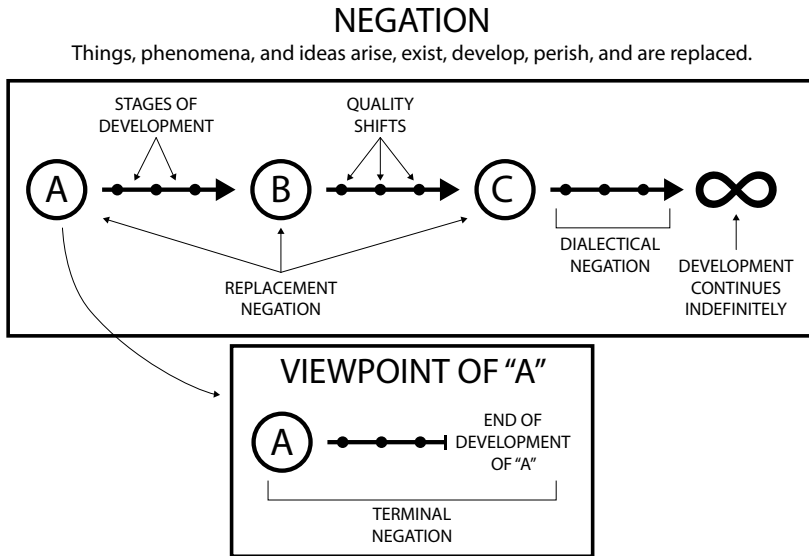 NEGATION
Things, phenomena, and ideas arise, exist, develop, perish, and are replaced.
STAGES OF
DEVELOPMENT
QUALITY
SHIFTS
A
B
C
REPLACEMENT
NEGATION
DIALECTICAL
NEGATION
DEVELOPMENT
CONTINUES
INDEFINITELY
VIEWPOINT OF “A”
A
END OF
DEVELOPMENT
OF “A”
TERMINAL
NEGATION